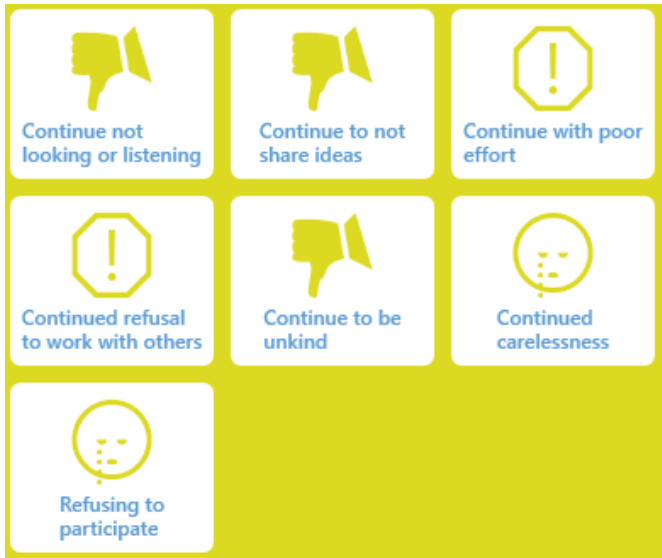 Continue not
looking or listening
Continue to not
share ideas
Continue with poor
effort
Continued refusal
to work with others
Continue to be
unkind
Continued
carelessness
Refusing to
participate